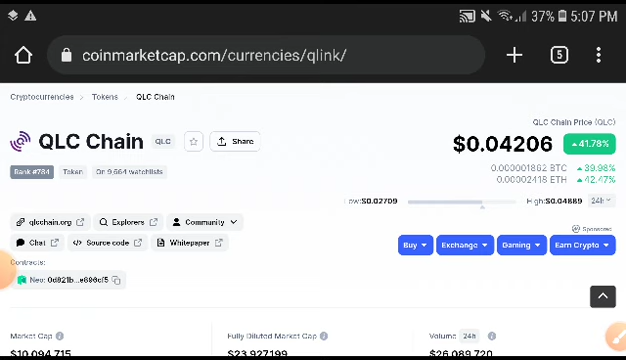 37% 5:07 PM
coinmarketcap.com/currencies/qlink/ 5
Cryptocurrencies > Tokens > QLC Chain
QLC Chain QLC Share
Rank #784 Token On 9,664 watchlists
QLC Chain Price (QLC)
$0.04206 41.78%
0.000001862 BTC 39.98%
0.00002418 ETH 42.47%
Low: $0.02709 High: $0.04889 24h
qlcchain.org Explorers Community
Chat Source code Whitepaper
Sponsored
Buy Exchange Gaming Earn Crypto
Contracts:
Neo: 0d821b...e896cf5
Market Cap Fully Diluted Market Cap Volume 24h
$10,094,715 $23,927,199 $26,089,720